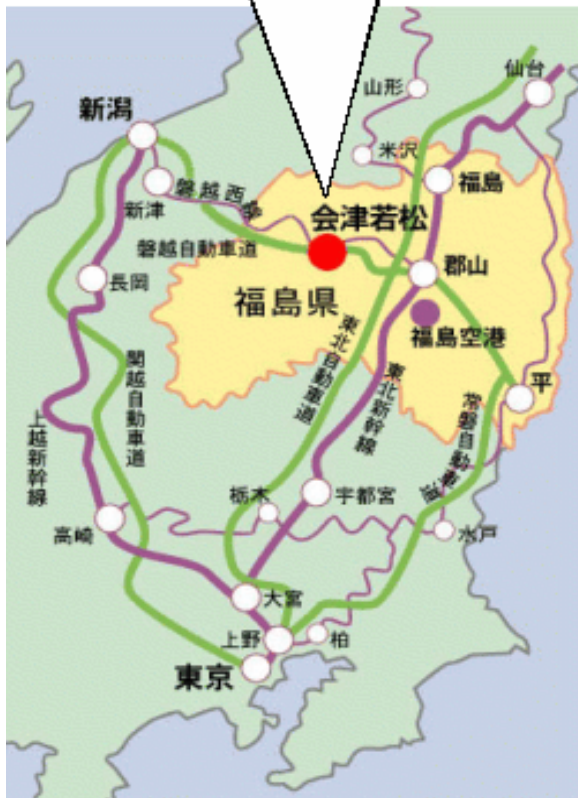 仙台
山形
新潟
米沢
福島
新津
磐越西線
会津若松
磐越自動車道
郡山
長岡
福島県
福島空港
東北自動車道
東北新幹線
関越自動車道
平
常磐自動車道
上越新幹線
栃木
宇都宮
高崎
水戸
大宮
上野
柏
東京